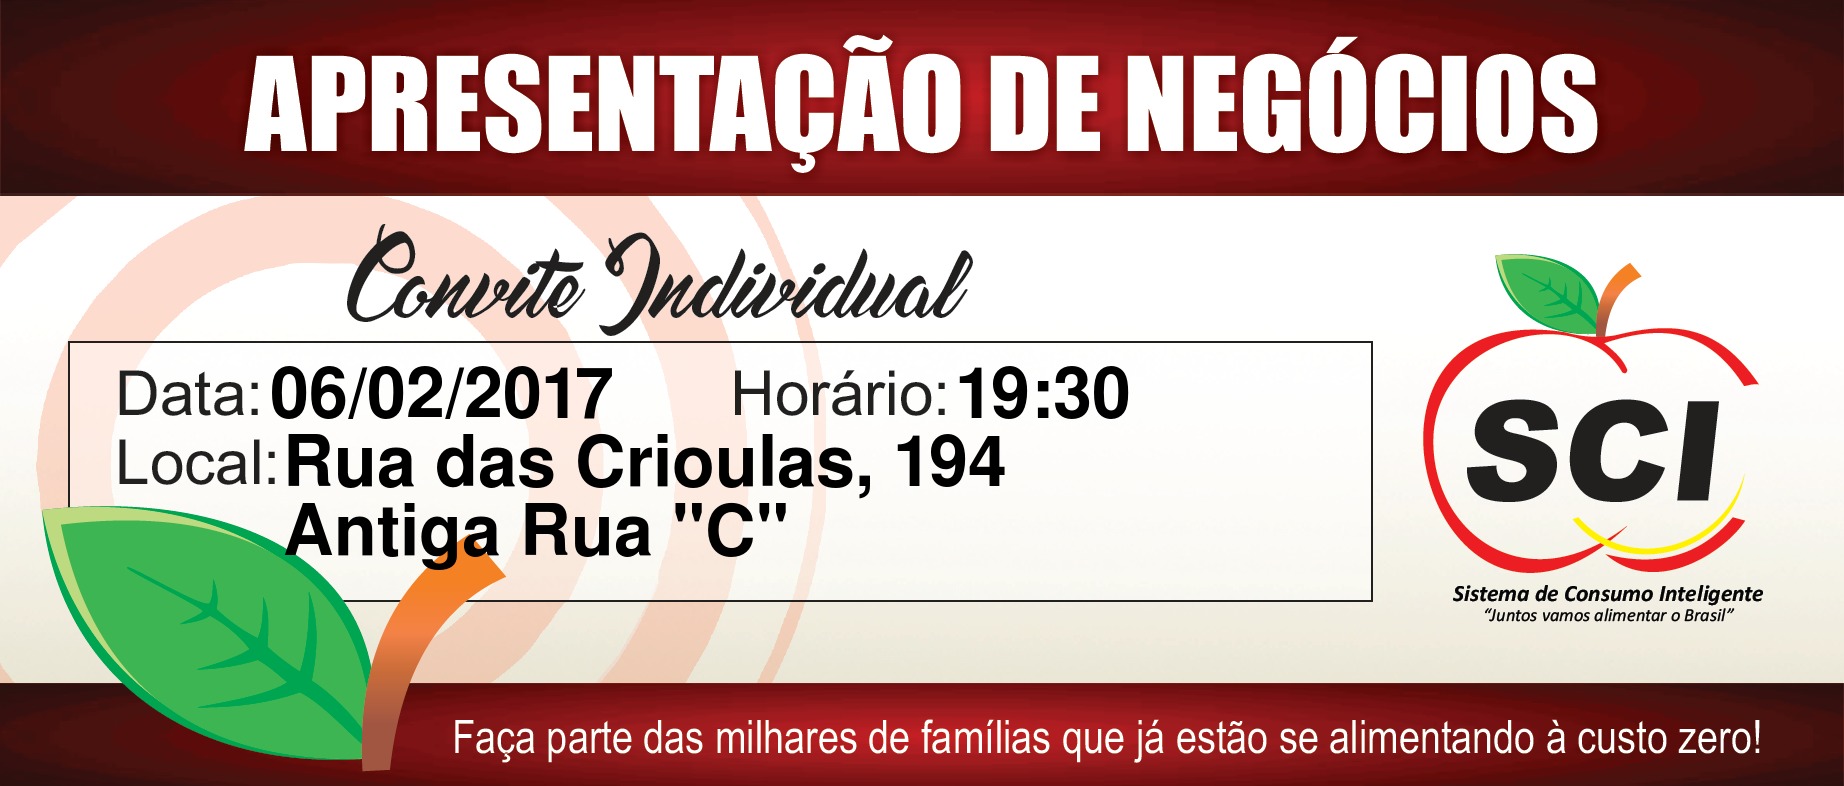 APRESENTAÇÃO DE NEGÓCIOS
Convite Individual
Data: 06/02/2017 Horário: 19:30
Local: Rua das Crioulas, 194
Antiga Rua "C"
SCI
Sistema de Consumo Inteligente
“Juntos vamos alimentar o Brasil”
Faça parte das milhares de famílias que já estão se alimentando à custo zero!